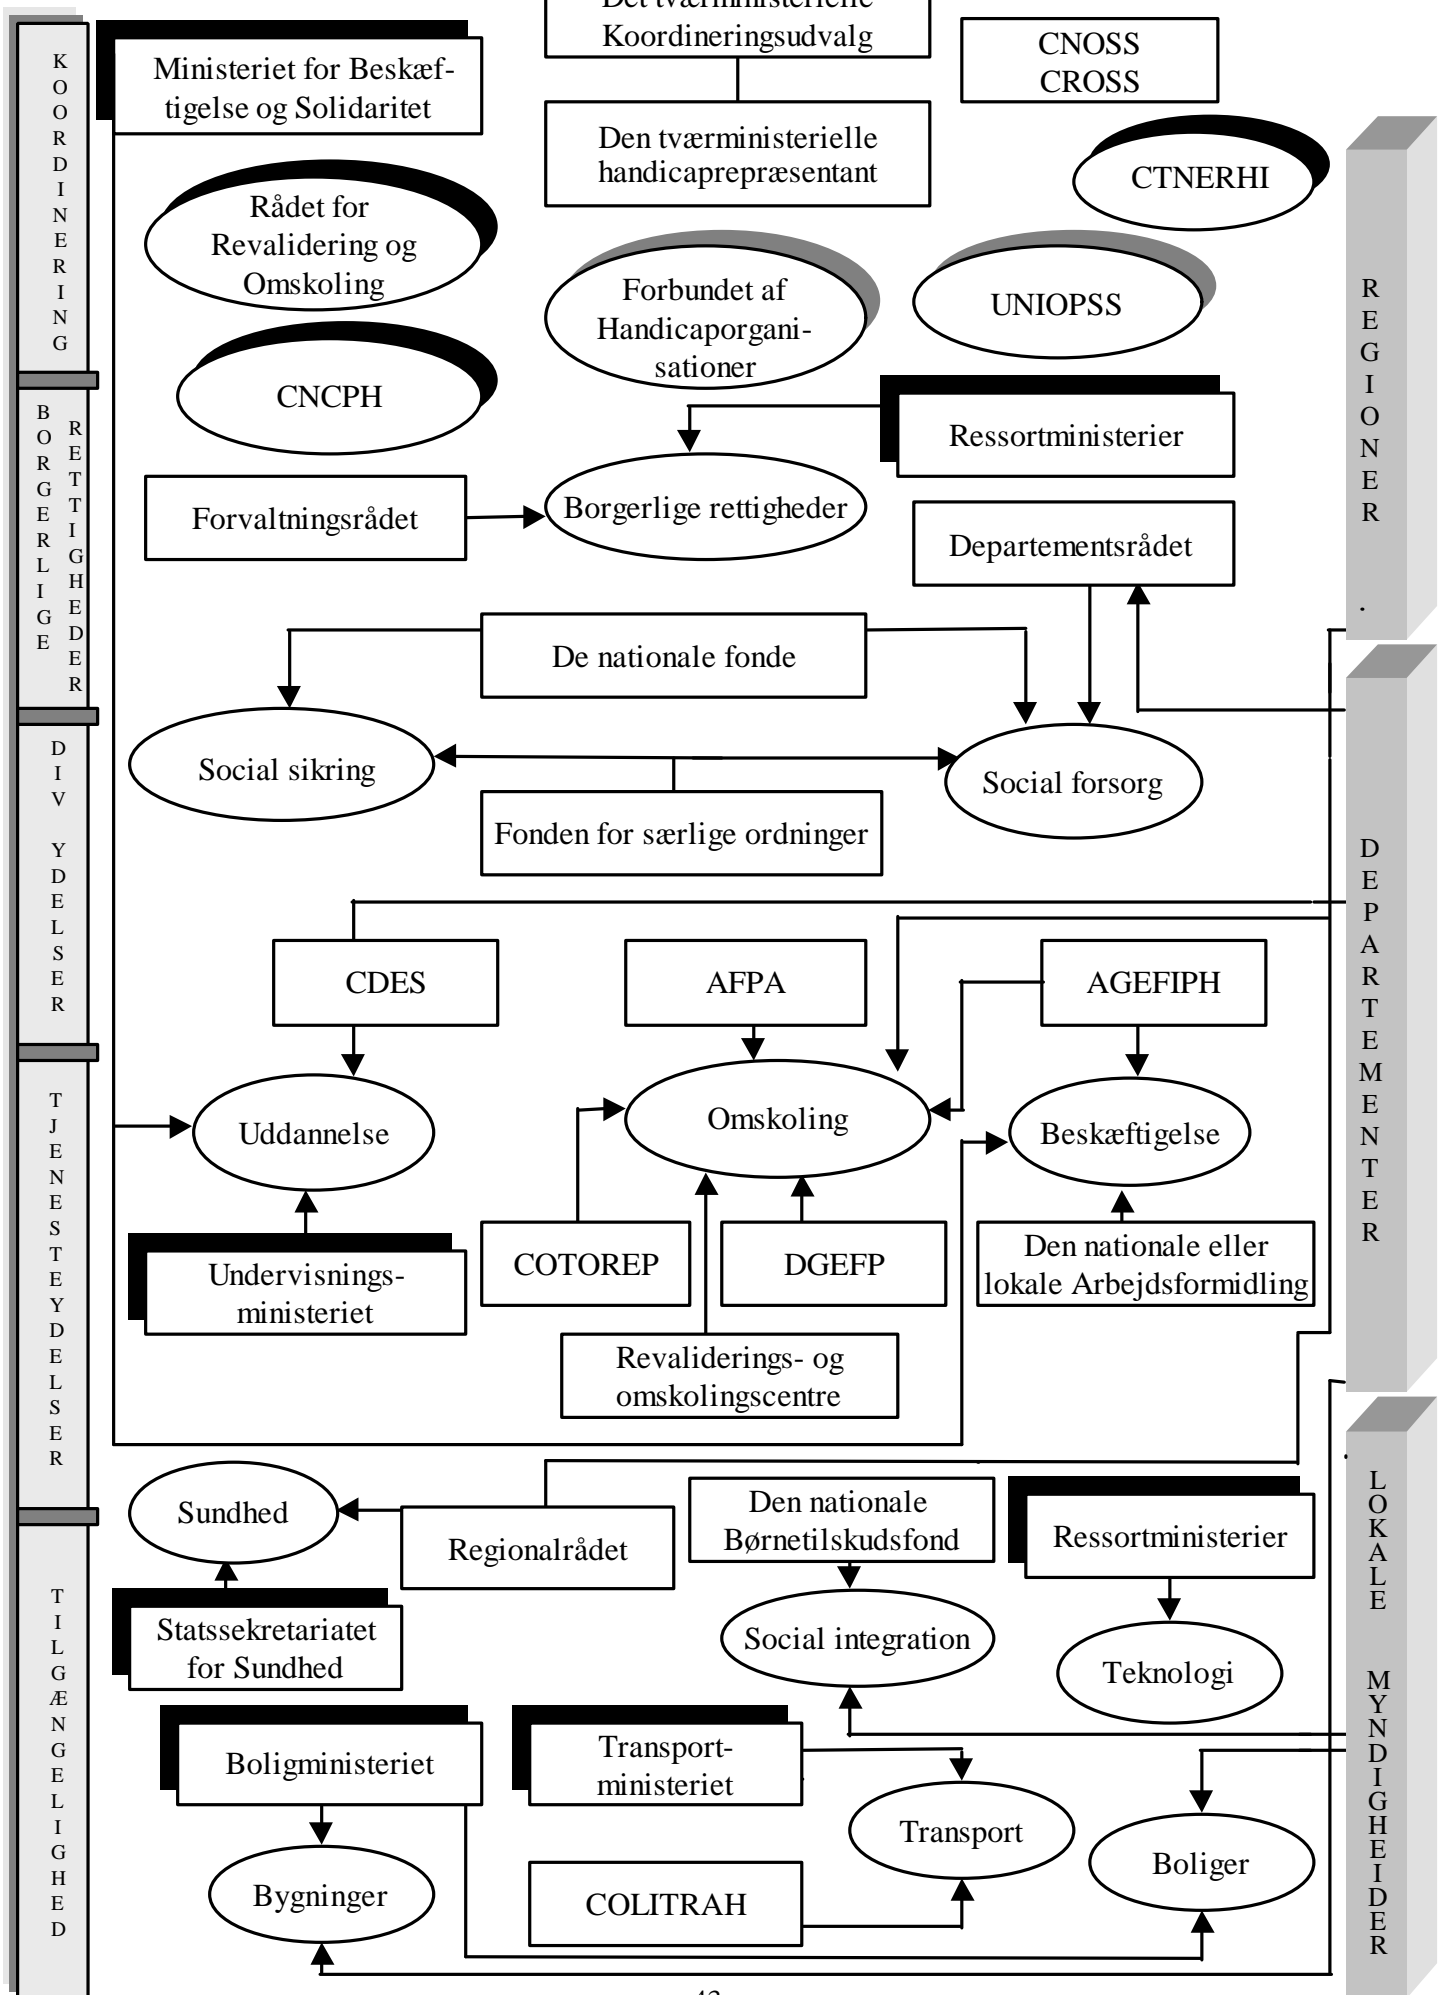 Det tværministerielle
Koordineringsudvalg
CNOSS
CROSS
Ministeriet for Beskæf-
tigelse og Solidaritet
Den tværministerielle
handicaprepræsentant
CTNERHI
Rådet for
Revalidering og
Omskoling
Forbundet af
Handicaporgani-
sationer
UNIOPSS
CNCPH
Ressortministerier
Forvaltningsrådet
Borgerlige rettigheder
Departementsrådet
De nationale fonde
Social sikring
Social forsorg
Fonden for særlige ordninger
CDES
AFPA
AGEFIPH
Uddannelse
Omskoling
Beskæftigelse
Undervisnings-
ministeriet
COTOREP
DGEFP
Den nationale eller
lokale Arbejdsformidling
Revaliderings- og
omskolingscentre
Sundhed
Regionalrådet
Den nationale
Børnetilskudsfond
Ressortministerier
Statssekretariatet
for Sundhed
Social integration
Teknologi
Boligministeriet
Transport-
ministeriet
Transport
Boliger
Bygninger
COLITRAH
KOORDINERING
BORGERLIGE
RETTIGHEDER
DIV YDELSER
TJENESTEYDELSER
TILGÆNGELIGHED
REGIONER
.
DEPARTEMENTER
LOKALE MYNDIGHEIDER